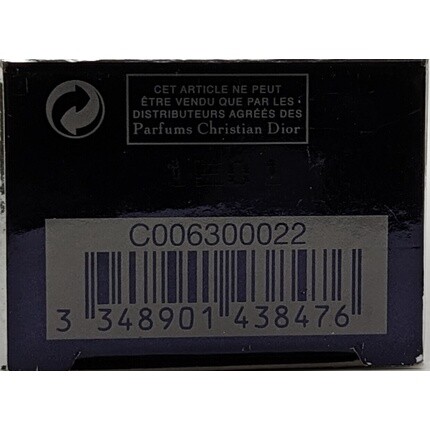 CET ARTICLE NE PEUT
ÊTRE VENDU QUE PAR LES
DISTRIBUTEURS AGRÉÉS DES
Parfums Christian Dior
C006300022
3 348901 438476